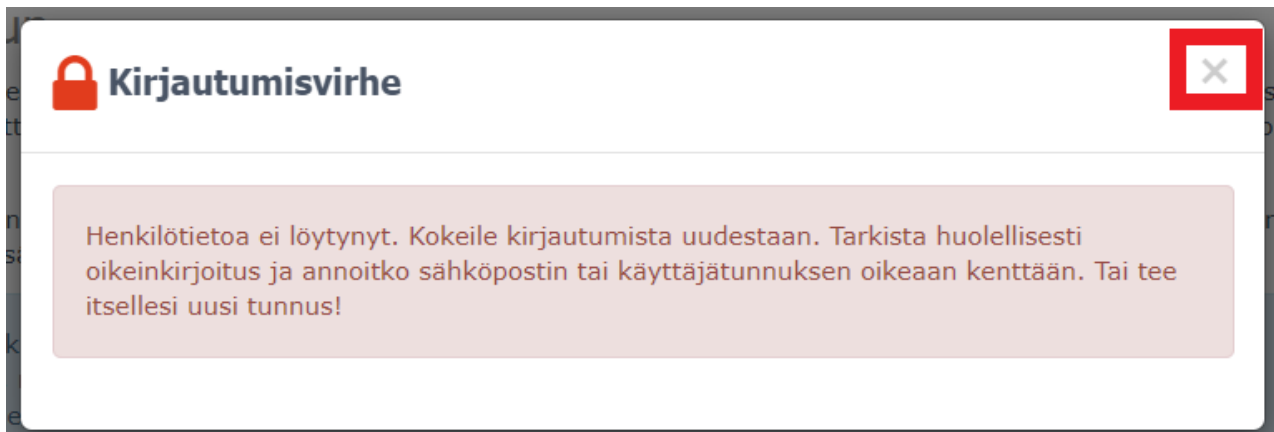 Kirjautumisvirhe
Henkilötietoa ei löytynyt. Kokeile kirjautumista uudestaan. Tarkista huolellisesti
oikeinkirjoitus ja annoitko sähköpostin tai käyttäjätunnuksen oikeaan kenttään. Tai tee
itsellesi uusi tunnus!